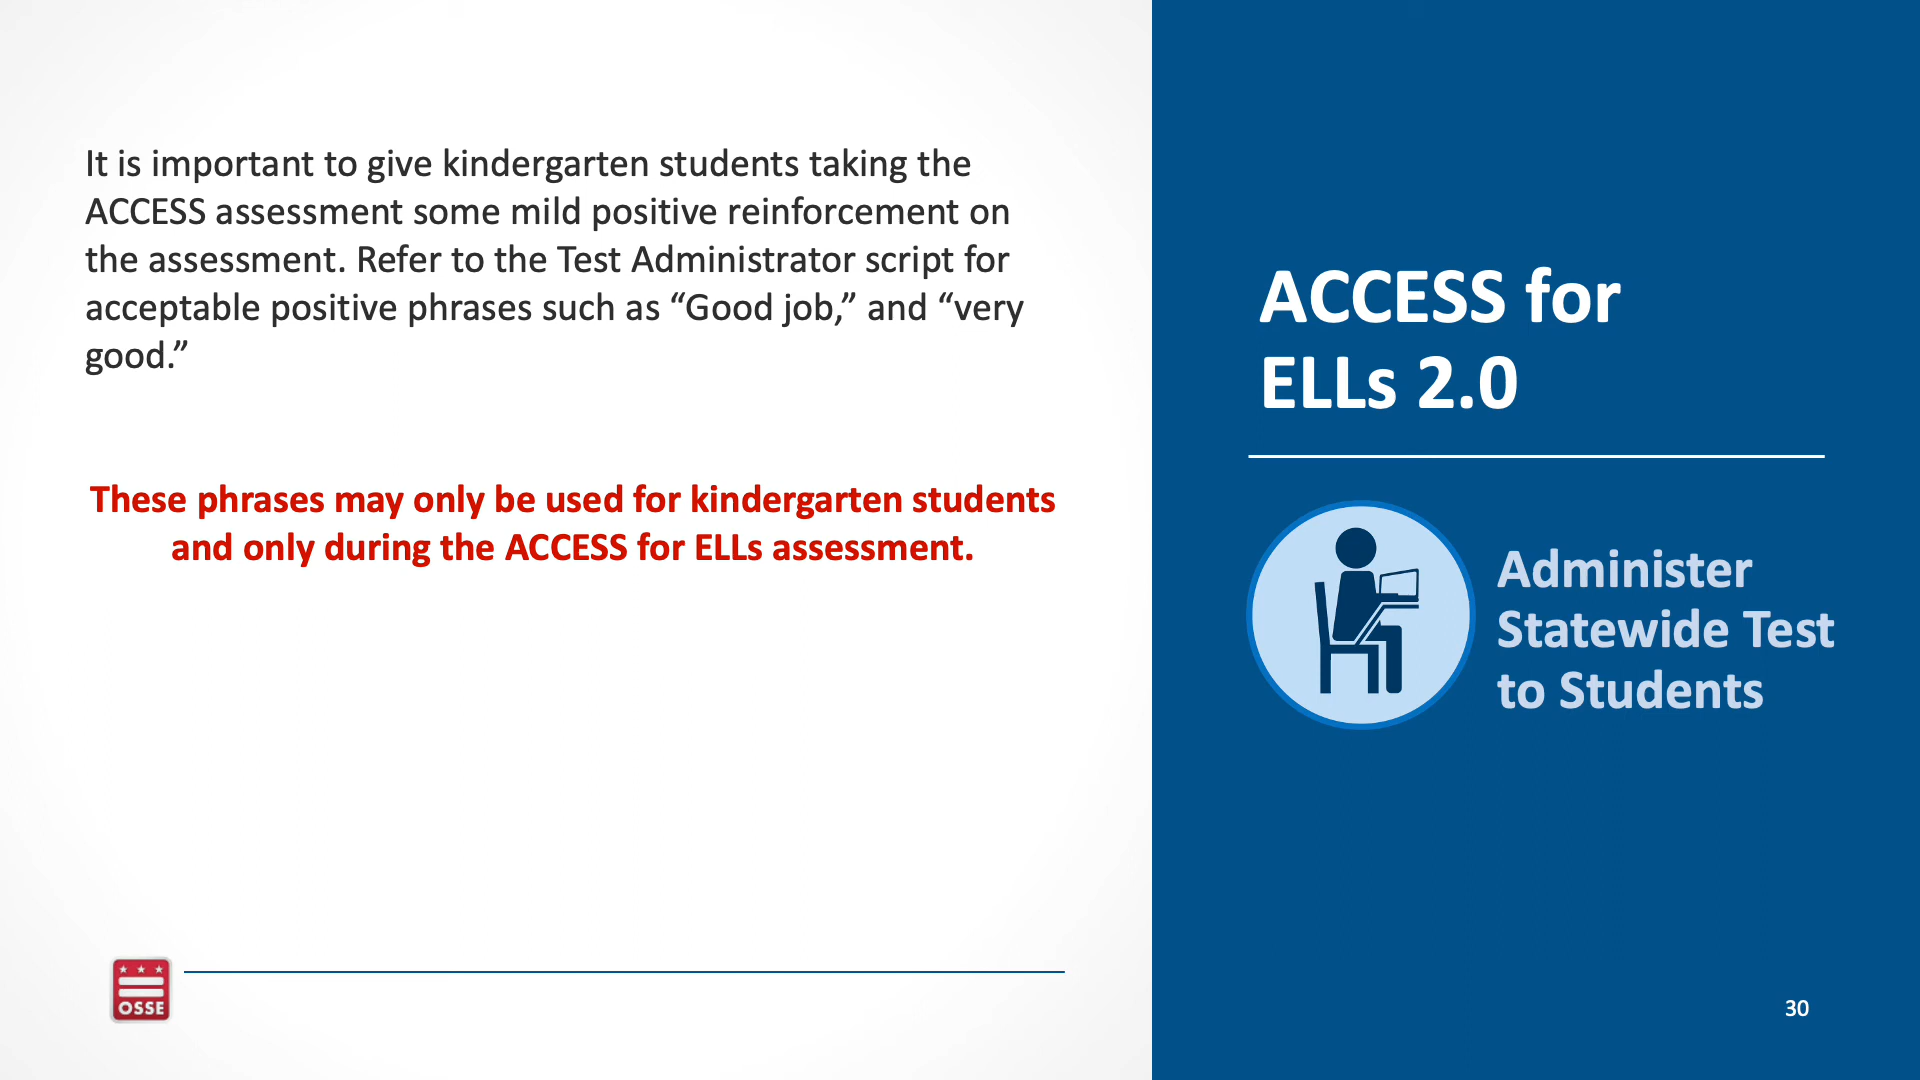 It is important to give kindergarten students taking the
ACCESS assessment some mild positive reinforcement on
the assessment. Refer to the Test Administrator script for
acceptable positive phrases such as “Good job,” and “very
good.”
These phrases may only be used for kindergarten students
and only during the ACCESS for ELLs assessment.
OSSE
ACCESS for
ELLs 2.0
Administer
Statewide Test
to Students
30